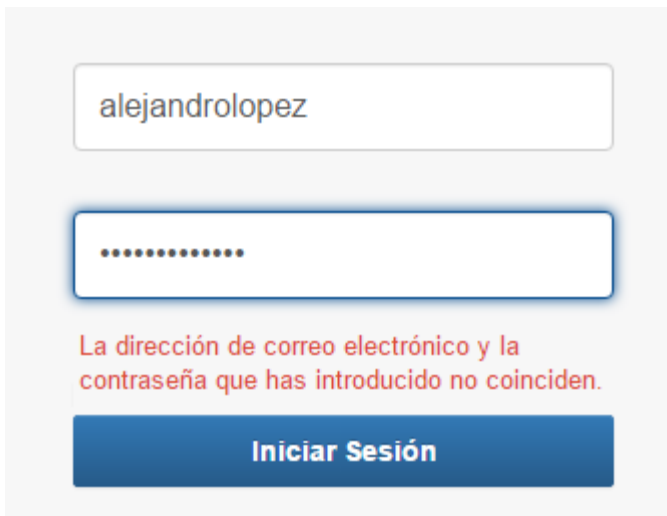 alejandrolopez
•••••••••••••
La dirección de correo electrónico y la
contraseña que has introducido no coinciden.
Iniciar Sesión